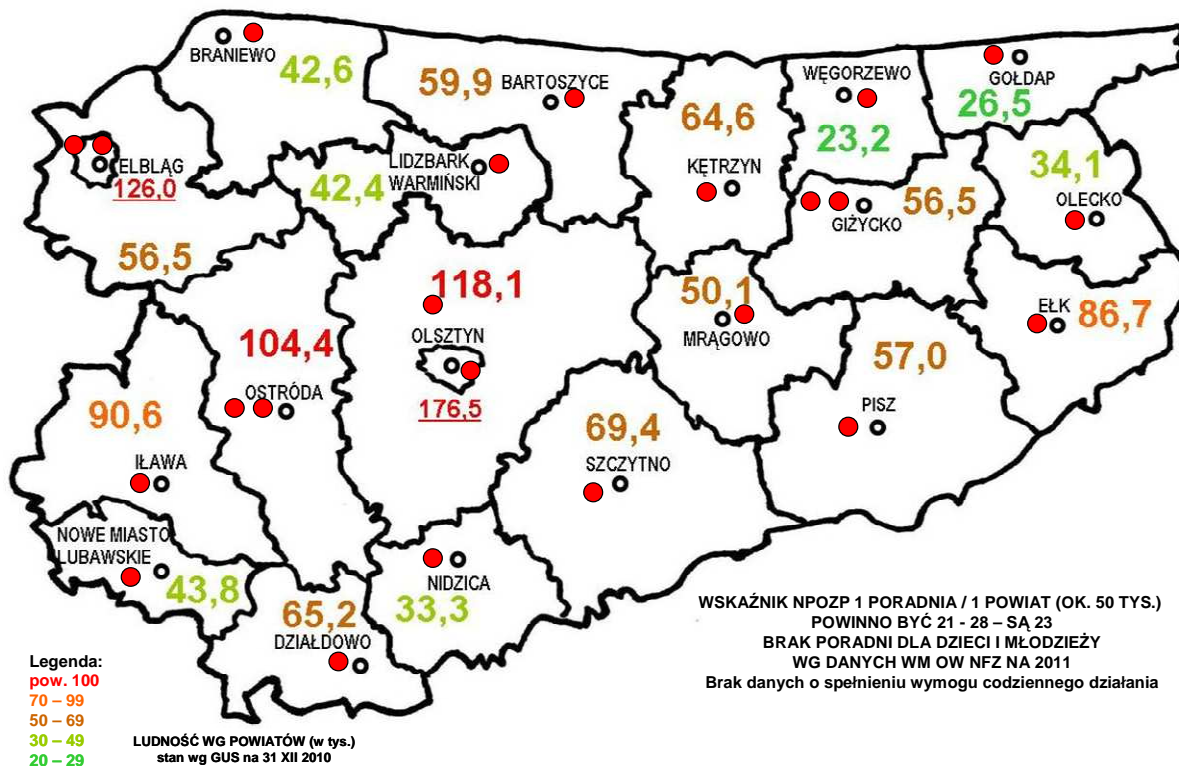 BRANIEWO
42,6
59,9
BARTOSZYCE
WĘGORZEWO
23,2
GOŁDAP
26,5
64,6
KĘTRZYN
34,1
OLECKO
ELBLĄG
126,0
56,5
LIDZBARK
WARMIŃSKI
42,4
56,5
GIŻYCKO
118,1
OLSZTYN
176,5
50,1
MRĄGOWO
EŁK
86,7
104,4
OSTRÓDA
57,0
PISZ
90,6
IŁAWA
69,4
SZCZYTNO
NOWE MIASTO
LUBAWSKIE
43,8
NIDZICA
33,3
65,2
DZIAŁDOWO
WSKAŹNIK NPOZP 1 PORADNIA / 1 POWIAT (OK. 50 TYS.)
POWINNO BYĆ 21 - 28 – SĄ 23
BRAK PORADNI DLA DZIECI I MŁODZIEŻY
WG DANYCH WM OW NFZ NA 2011
Brak danych o spełnieniu wymogu codziennego działania
Legenda:
pow. 100
70 – 99
50 – 69
30 – 49
20 – 29
LUDNOŚĆ WG POWIATÓW (w tys.)
stan wg GUS na 31 XII 2010